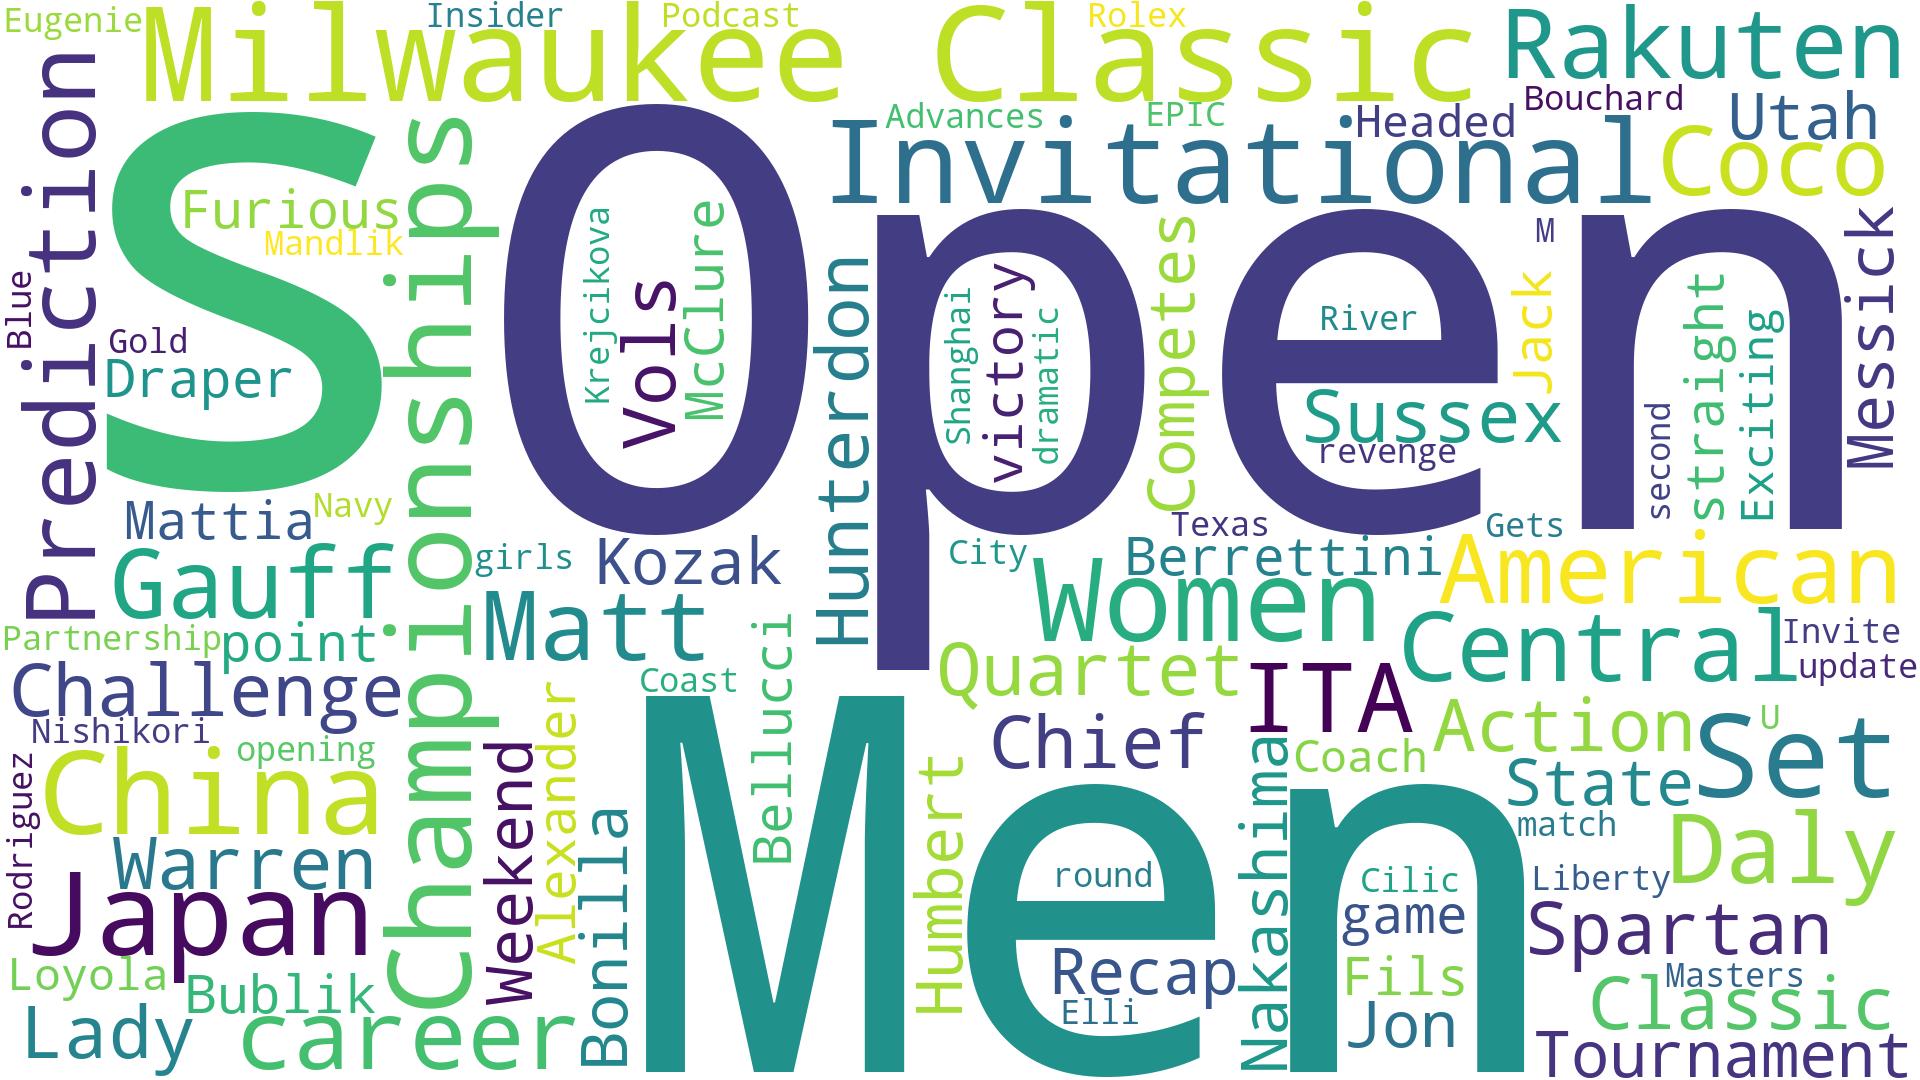 Eugenie
Milwaukee Classic
Insider
Podcast
Rolex
Rakuten
Prediction
S
Championships
Open
Advances
EPIC
Headed
Bouchard
Utah
Invitational
Coco
Furious
Mandlik
Blue
Gold
Draper
Krejcikova
Vols
McClure
Hunterdon
Shanghai
victory
dramatic
Competes
River
Sussex
revenge
M
Jack
second
straight
Exciting
Messick
Mattia
Navy
Gauff
girls
Kozak
Matt
City
Texas
Berrettini
Gets
American
Women
Partnership
point
Challenge
Coast
Bellucci
Quartet
ITA
Central
Invite
update
Nishikori
opening
China
Weekend
Alexander
Bonilla
Men
Chief
Coach
Action
U
Set
State
match
Rodriguez
Warren
Japan
Humbert
round
Nakashima
Cilic
game
Liberty
Daly
Spartan
Loyola
Bublik
Recap
Fils
Masters
Classic
Lady
career
Elli
Jon
Tournament